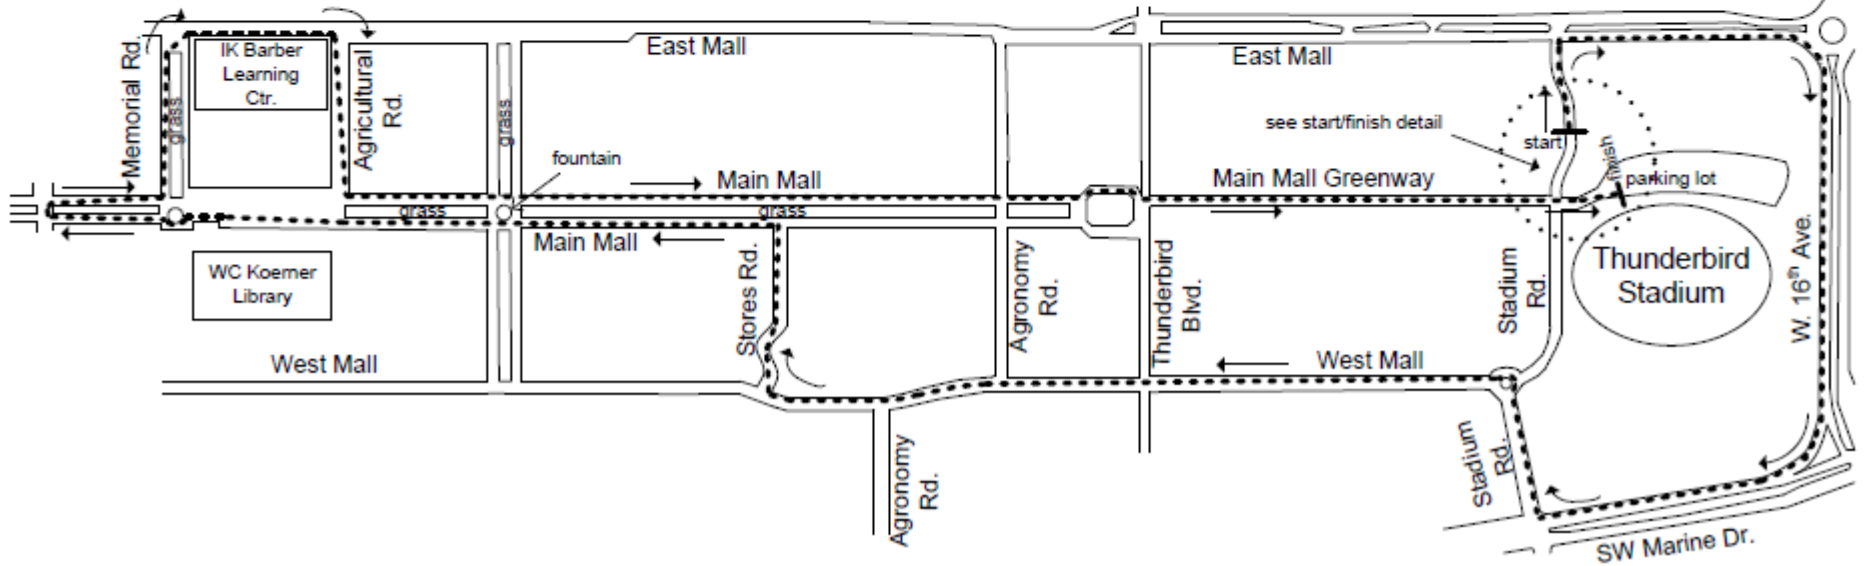 Memorial Rd.
grass
IK Barber
Learning
Ctr.
Agricultural
Rd.
grass
fountain
East Mall
East Mall
see start/finish detail
start
finish
parking lot
Main Mall
Main Mall Greenway
grass
grass
Main Mall
WC Koerner
Library
Stores Rd.
Agronomy
Rd.
Thunderbird
Blvd.
Stadium
Rd.
Thunderbird
Stadium
W. 16th Ave.
West Mall
West Mall
Agronomy
Rd.
Stadium
Rd.
SW Marine Dr.